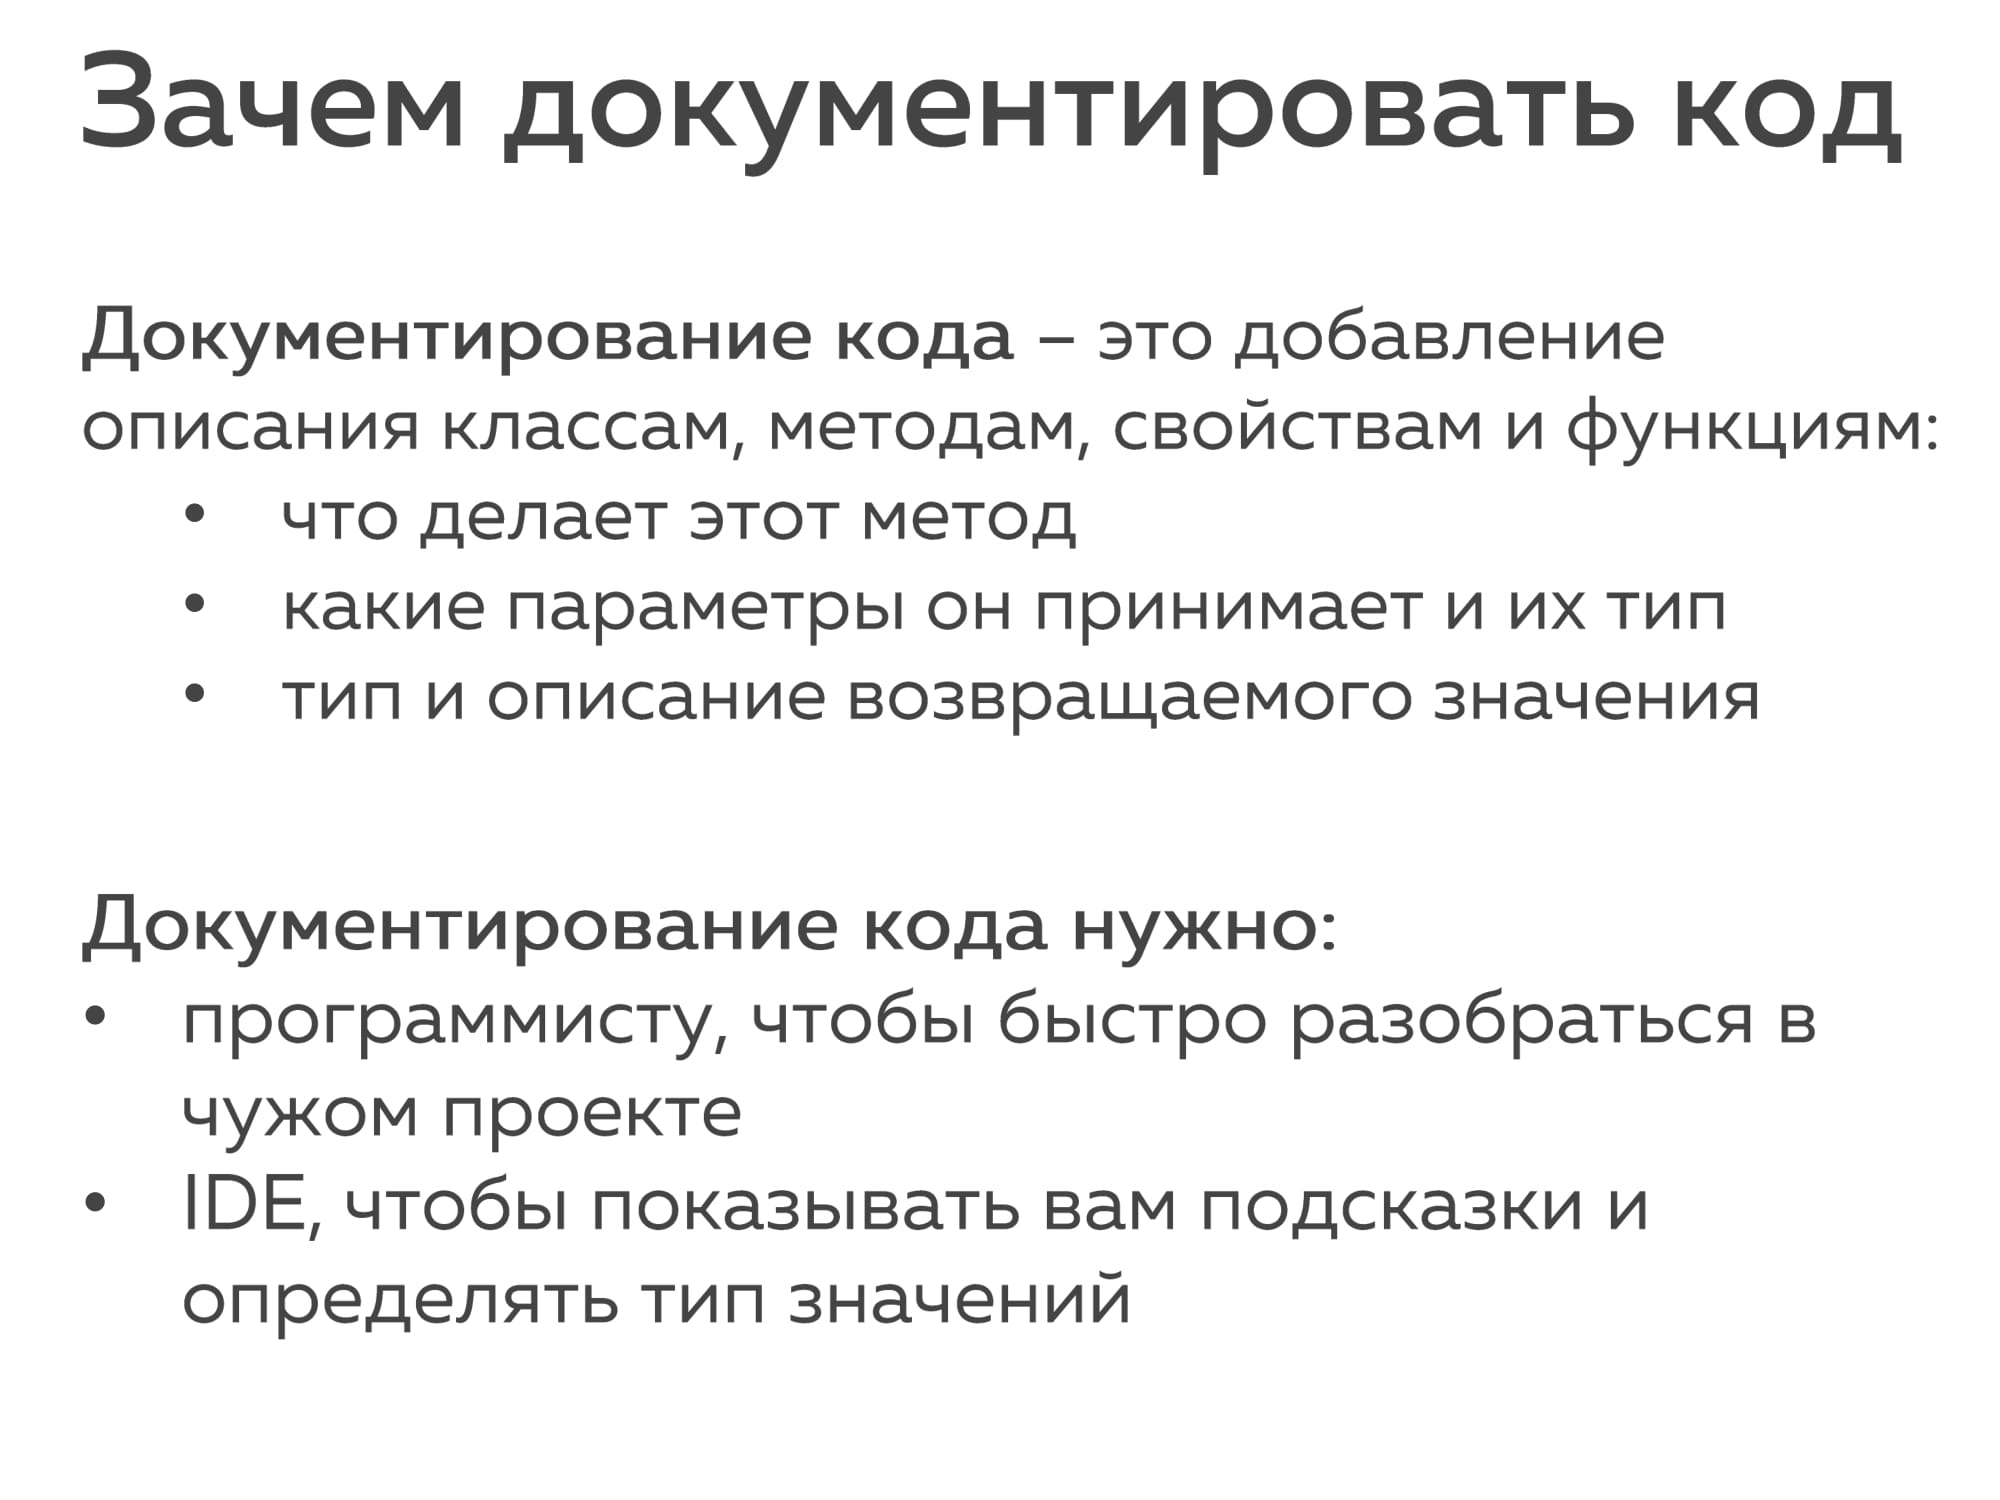 Зачем документировать код
Документирование кода – это добавление
описания классам, методам, свойствам и функциям:
• что делает этот метод
• какие параметры он принимает и их тип
• тип и описание возвращаемого значения
Документирование кода нужно:
• программисту, чтобы быстро разобраться в
чужом проекте
• IDE, чтобы показывать вам подсказки и
определять тип значений